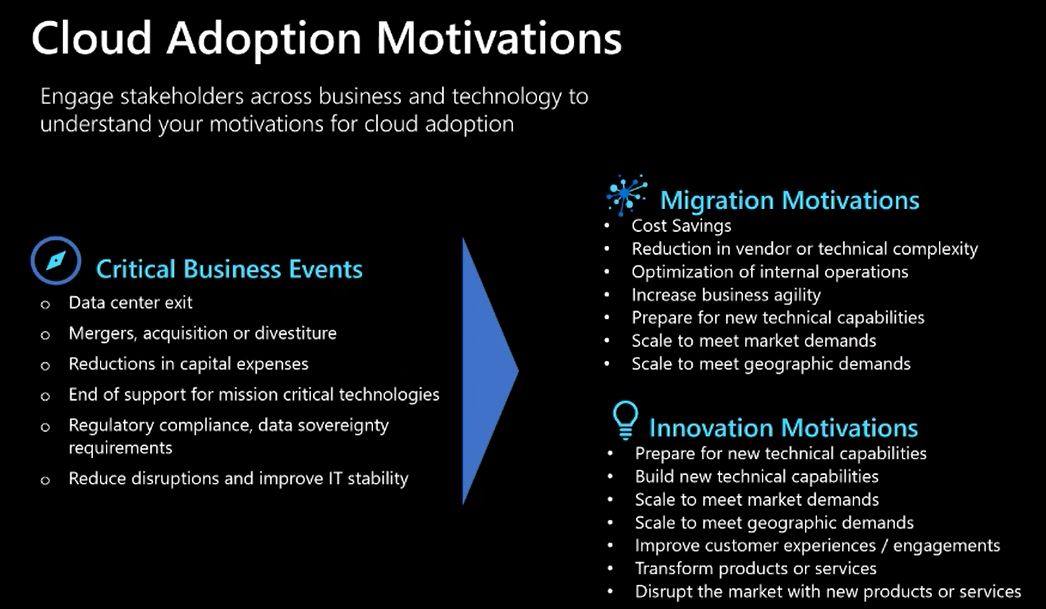 Cloud Adoption Motivations
Engage stakeholders across business and technology to
understand your motivations for cloud adoption
Critical Business Events
Data center exit
Mergers, acquisition or divestiture
Reductions in capital expenses
End of support for mission critical technologies
Regulatory compliance, data sovereignty
requirements
Reduce disruptions and improve IT stability
Migration Motivations
Cost Savings
Reduction in vendor or technical complexity
Optimization of internal operations
Increase business agility
Prepare for new technical capabilities
Scale to meet market demands
Scale to meet geographic demands
Innovation Motivations
Prepare for new technical capabilities
Build new technical capabilities
Scale to meet market demands
Scale to meet geographic demands
Improve customer experiences / engagements
Transform products or services
Disrupt the market with new products or services